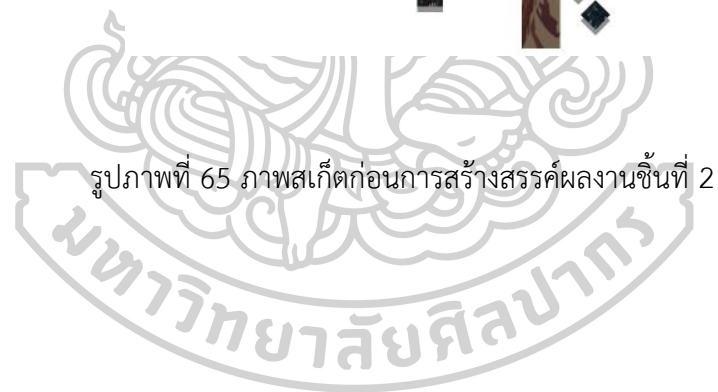 รูปภาพที่ 65 ภาพสเก็ตก่อนการสร้างสรรค์ผลงานชิ้นที่ 2
มหาวิทยาลัยศิลปากร